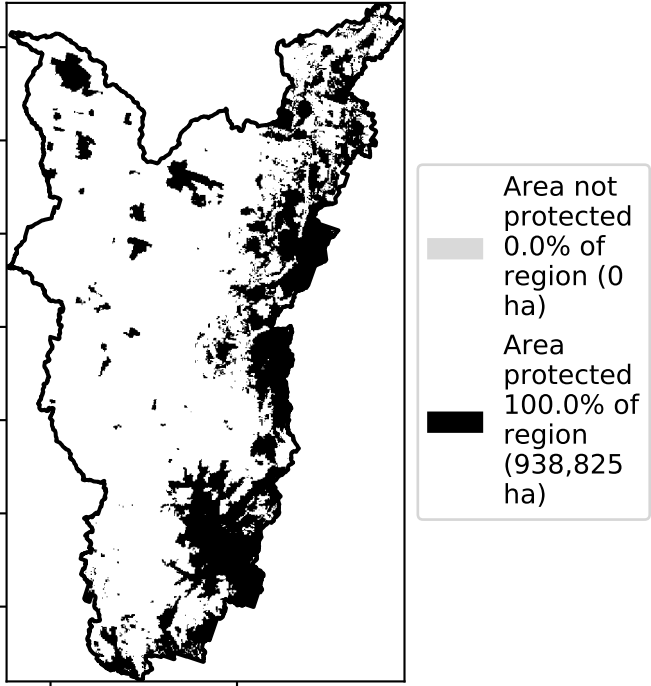 Area not
protected
0.0% of
region (0
ha)
Area
protected
100.0% of
region
(938,825
ha)